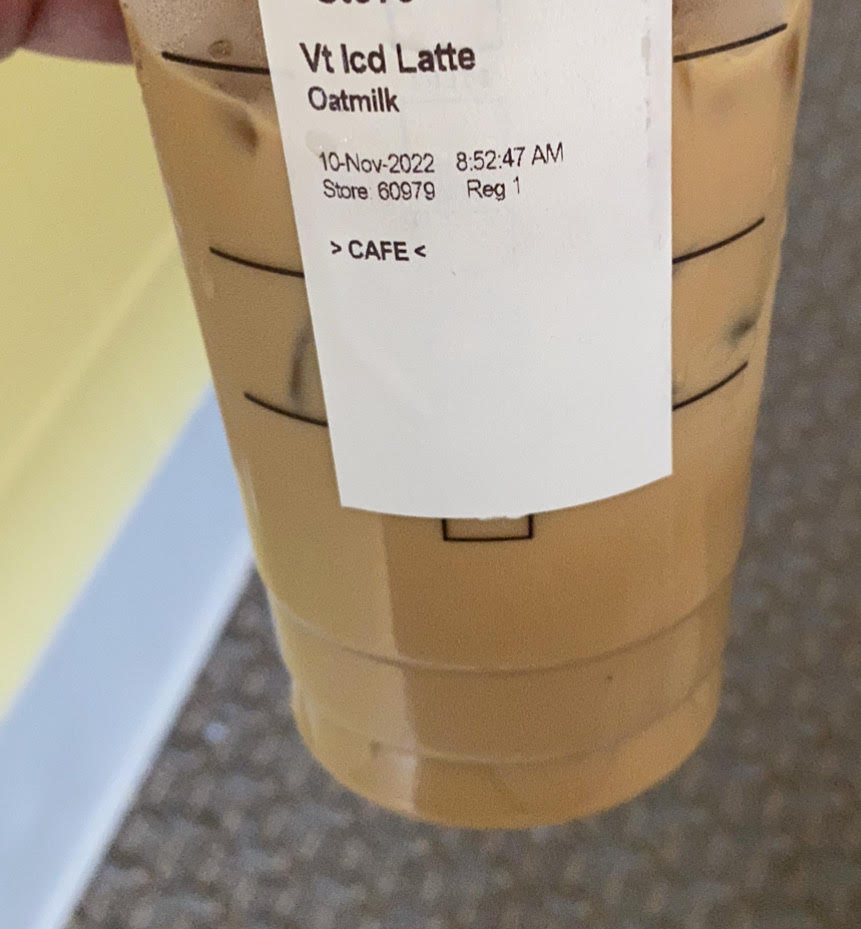 Vt Icd Latte
Oatmilk
10-Nov-2022 8:52:47 AM
Store: 60979 Reg 1
> CAFE <